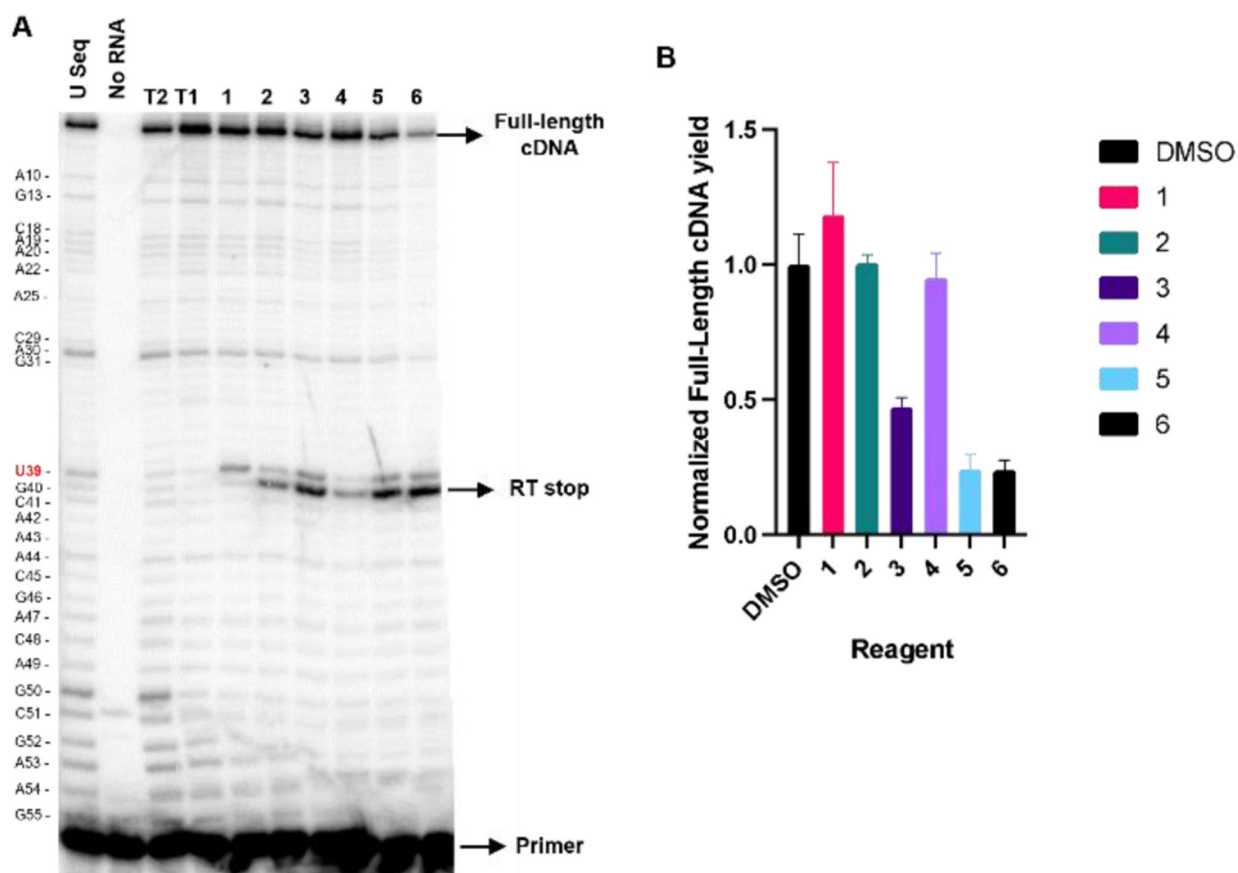 A
U Seq
No RNA
T2 T1 1 2 3 4 5 6
Full-length
cDNA
A10 -
G13 -
C18 -
A19 -
A20 -
A22 -
A25 -
C29 -
A30 -
G31 -
U39 -
G40 -
C41 -
A42 -
A43 -
A44 -
C45 -
G46 -
A47 -
C48 -
A49 -
G50 -
C51 -
G52 -
A53 -
A54 -
G55 -
RT stop
Primer
B
Normalized Full-Length cDNA yield
1.5
1.0
0.5
0.0
DMSO
1
2
3
4
5
6
Reagent
DMSO
1
2
3
4
5
6